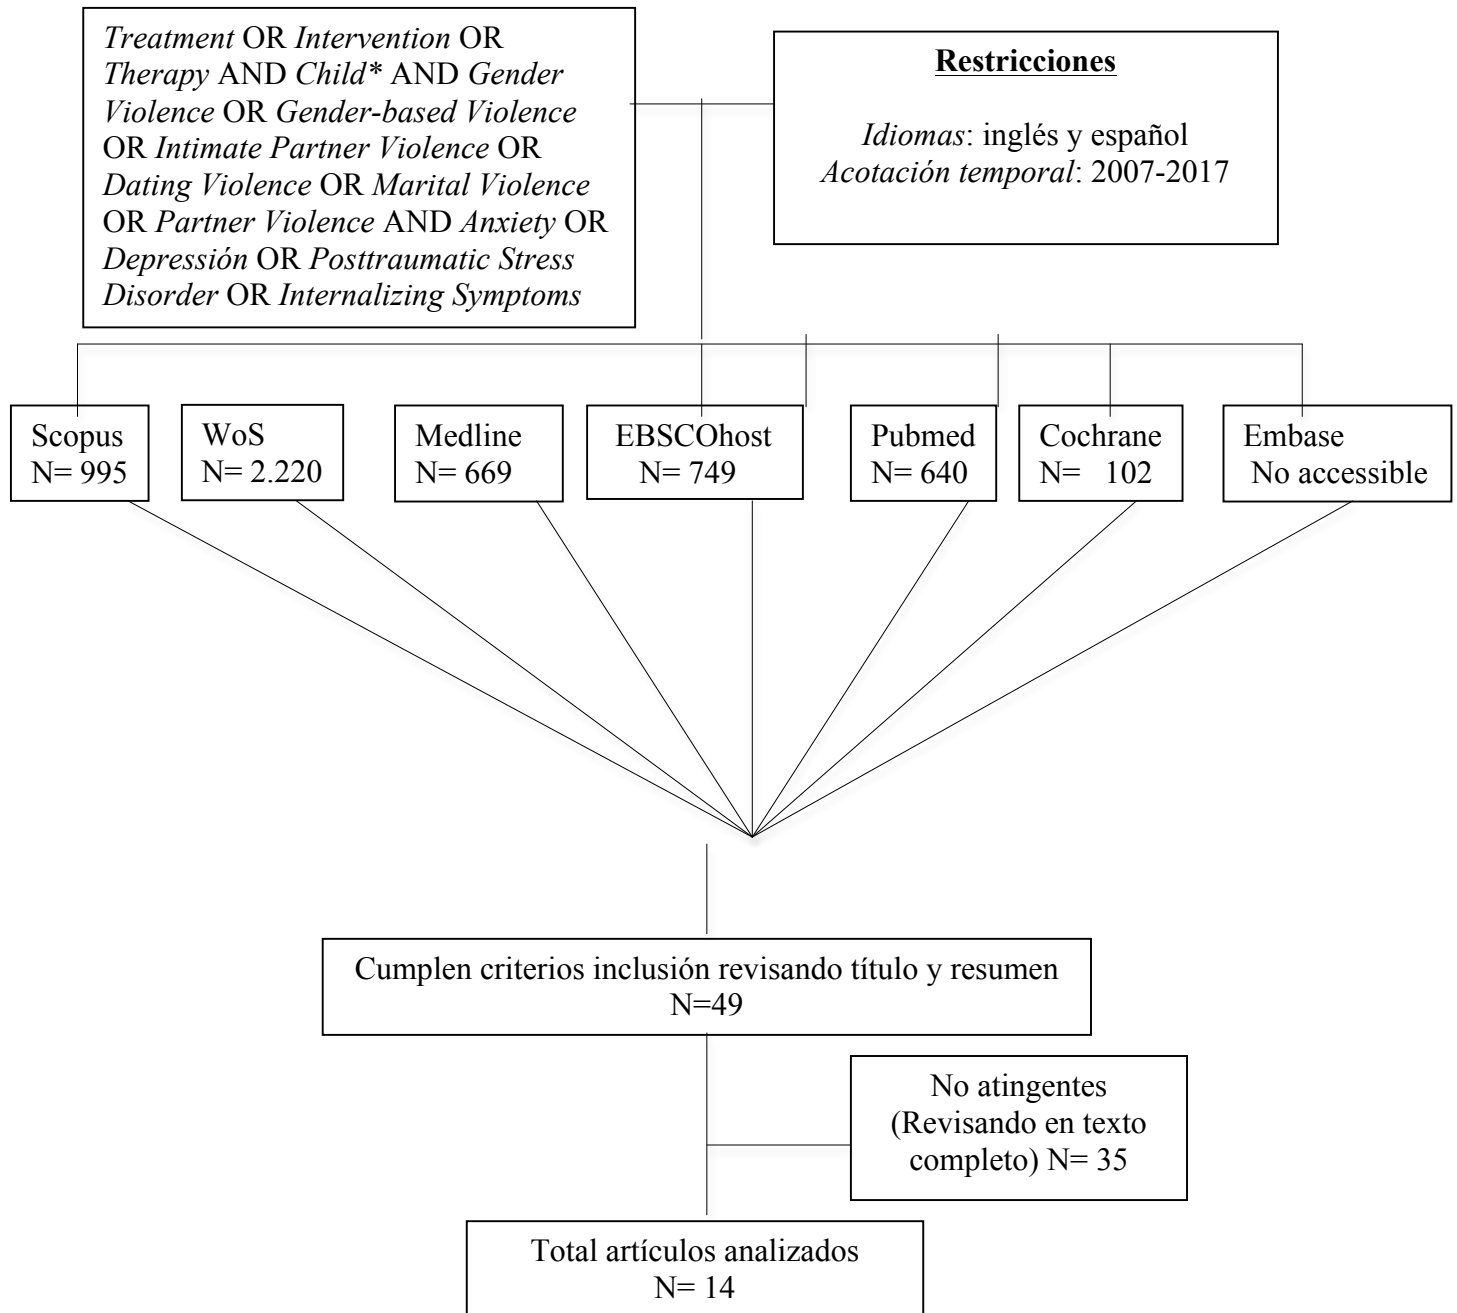 Treatment OR Intervention OR
Therapy AND Child* AND Gender
Violence OR Gender-based Violence
OR Intimate Partner Violence OR
Dating Violence OR Marital Violence
OR Partner Violence AND Anxiety OR
Depressión OR Posttraumatic Stress
Disorder OR Internalizing Symptoms
Restricciones
Idiomas: inglés y español
Acotación temporal: 2007-2017
Scopus
N= 995
WoS
N= 2.220
Medline
N= 669
EBSCOhost
N= 749
Pubmed
N= 640
Cochrane
N= 102
Embase
No accessible
Cumplen criterios inclusión revisando título y resumen
N=49
No atingentes
(Revisando en texto
completo) N= 35
Total artículos analizados
N= 14